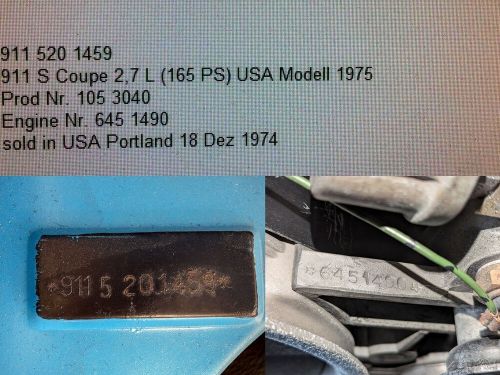 911 520 1459
911 S Coupe 2,7 L (165 PS) USA Modell 1975
Prod Nr. 105 3040
Engine Nr. 645 1490
sold in USA Portland 18 Dez 1974
*911 5 201459*
*6451490*